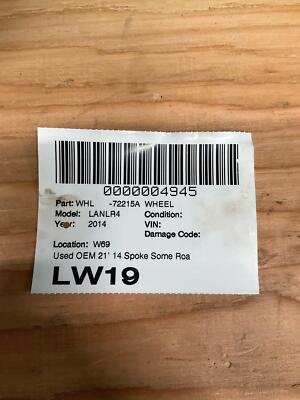 0000004945
Part: WHL -72215A WHEEL
Model: LANLR4 Condition:
Year: 2014 VIN:
Damage Code:
Location: W69
Used OEM 21' 14 Spoke Some Roa
LW19